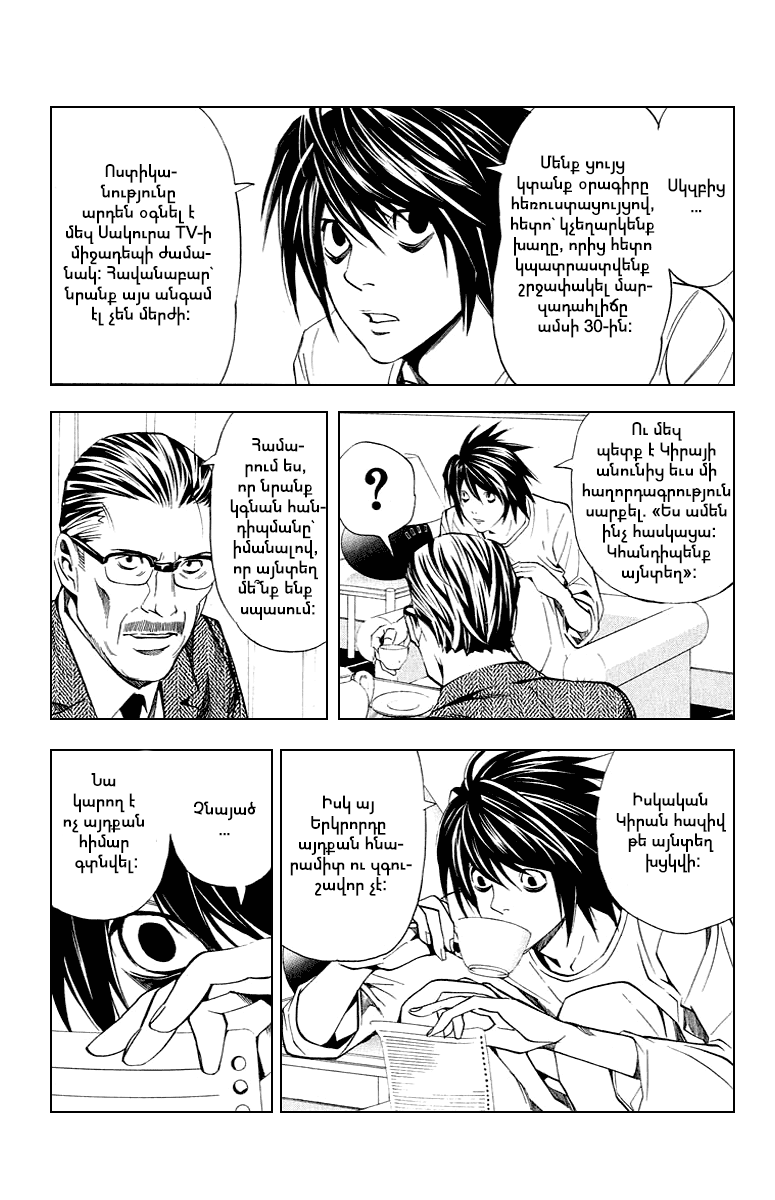 Սկզբից
...
Մենք ցույց
կտանք օրագիրը
հեռուստացույցով,
հետո՝ կչեղարկենք
խաղը, որից հետո
կպատրաստվենք
շրջափակել մար-
զադահլիճը
ամսի 30-ին:
Ոստիկա-
նությունը
արդեն օգնել է
մեզ Սակուրա TV-ի
միջադեպի ժամա-
նակ: Հավանաբար՝
նրանք այս անգամ
էլ չեն մերժի:
Ու մեզ
պետք է Կիրայի
անունից եւս մի
հաղորդագրություն
սարքել. «Ես ամեն
ինչ հասկացա:
Կհանդիպենք
այնտեղ»:
?
Համա-
րում ես,
որ նրանք
կգնան հան-
դիպմանը՝
իմանալով,
որ այնտեղ
մե՞նք ենք
սպասում:
Իսկական
Կիրան հազիվ
թե այնտեղ
խցկվի:
Իսկ այ
Երկրորդը
այդքան հնա-
րամիտ ու զգու-
շավոր չէ:
Չնայած
...
Նա
կարող է
ոչ այդքան
հիմար
գտնվել: